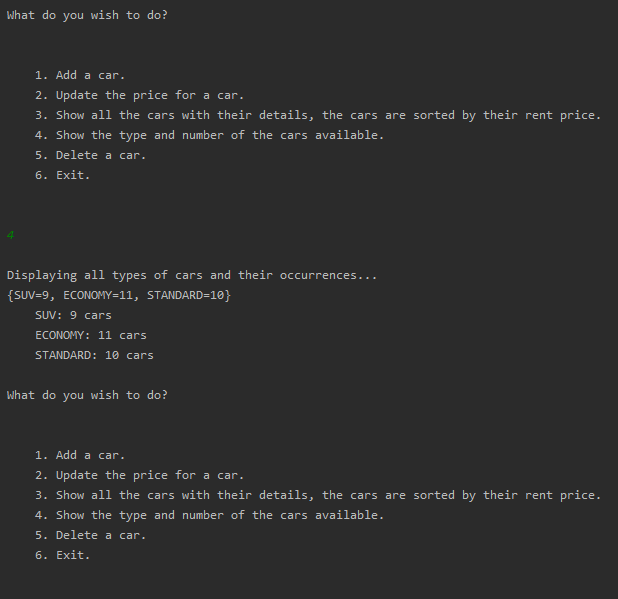 What do you wish to do?
1. Add a car.
2. Update the price for a car.
3. Show all the cars with their details, the cars are sorted by their rent price.
4. Show the type and number of the cars available.
5. Delete a car.
6. Exit.
4
Displaying all types of cars and their occurrences...
{SUV=9, ECONOMY=11, STANDARD=10}
SUV: 9 cars
ECONOMY: 11 cars
STANDARD: 10 cars
What do you wish to do?
1. Add a car.
2. Update the price for a car.
3. Show all the cars with their details, the cars are sorted by their rent price.
4. Show the type and number of the cars available.
5. Delete a car.
6. Exit.